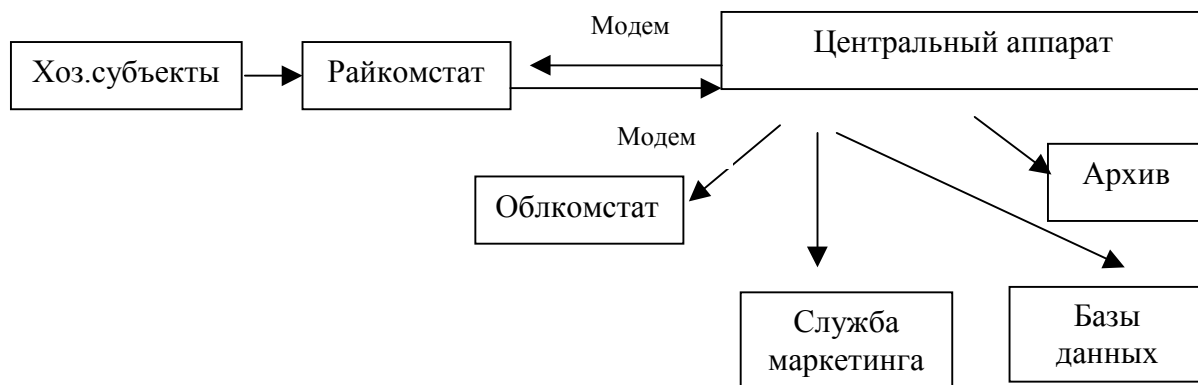 Модем
Центральный аппарат
Хоз.субъекты
Райкомстат
Модем
Архив
Облкомстат
Служба
маркетинга
Базы
данных